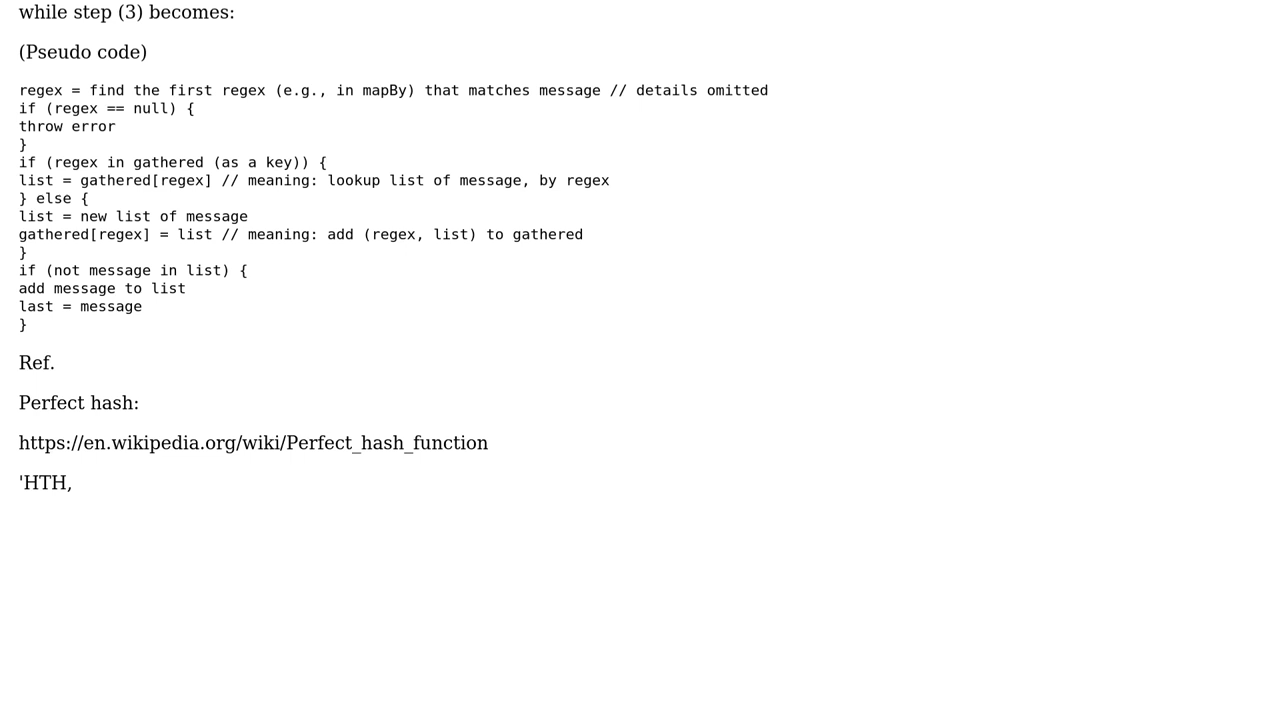 while step (3) becomes:
(Pseudo code)
regex = find the first regex (e.g., in mapBy) that matches message // details omitted
if (regex == null) {
throw error
}
if (regex in gathered (as a key)) {
list = gathered[regex] // meaning: lookup list of message, by regex
} else {
list = new list of message
gathered[regex] = list // meaning: add (regex, list) to gathered
}
if (not message in list) {
add message to list
last = message
}
Ref.
Perfect hash:
https://en.wikipedia.org/wiki/Perfect_hash_function
'HTH,